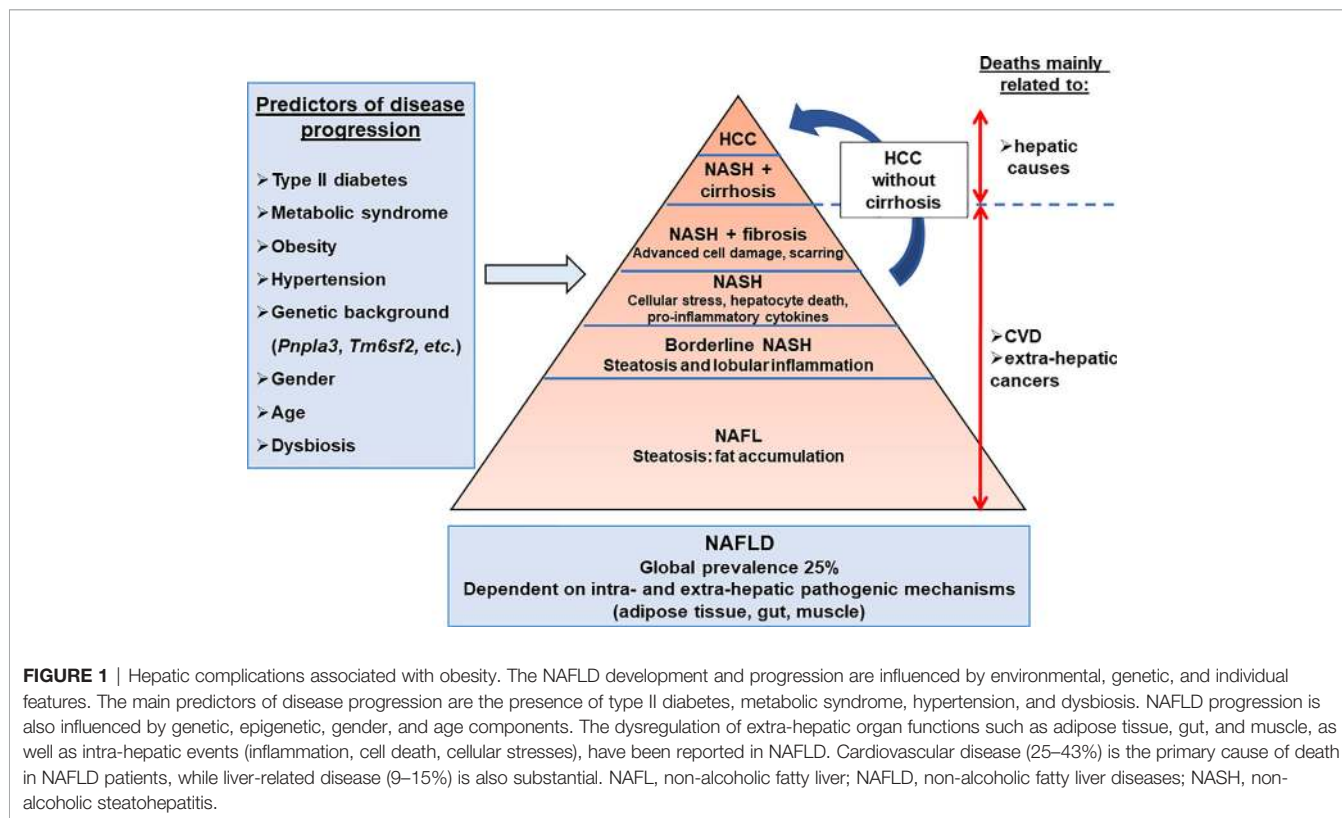 Predictors of disease
progression
➢Type II diabetes
➢Metabolic syndrome
➢Obesity
➢Hypertension
➢Genetic background
(Pnpla3, Tm6sf2, etc.)
➢Gender
➢Age
➢Dysbiosis
HCC
NASH +
cirrhosis
NASH + fibrosis
Advanced cell damage, scarring
NASH
Cellular stress, hepatocyte death,
pro-inflammatory cytokines
Borderline NASH
Steatosis and lobular inflammation
NAFL
Steatosis: fat accumulation
HCC
without
cirrhosis
Deaths mainly
related to:
➢hepatic
causes
➢CVD
➢extra-hepatic
cancers
NAFLD
Global prevalence 25%
Dependent on intra- and extra-hepatic pathogenic mechanisms
(adipose tissue, gut, muscle)
FIGURE 1 | Hepatic complications associated with obesity. The NAFLD development and progression are influenced by environmental, genetic, and individual
features. The main predictors of disease progression are the presence of type II diabetes, metabolic syndrome, hypertension, and dysbiosis. NAFLD progression is
also influenced by genetic, epigenetic, gender, and age components. The dysregulation of extra-hepatic organ functions such as adipose tissue, gut, and muscle, as
well as intra-hepatic events (inflammation, cell death, cellular stresses), have been reported in NAFLD. Cardiovascular disease (25–43%) is the primary cause of death
in NAFLD patients, while liver-related disease (9–15%) is also substantial. NAFL, non-alcoholic fatty liver; NAFLD, non-alcoholic fatty liver diseases; NASH, non-
alcoholic steatohepatitis.